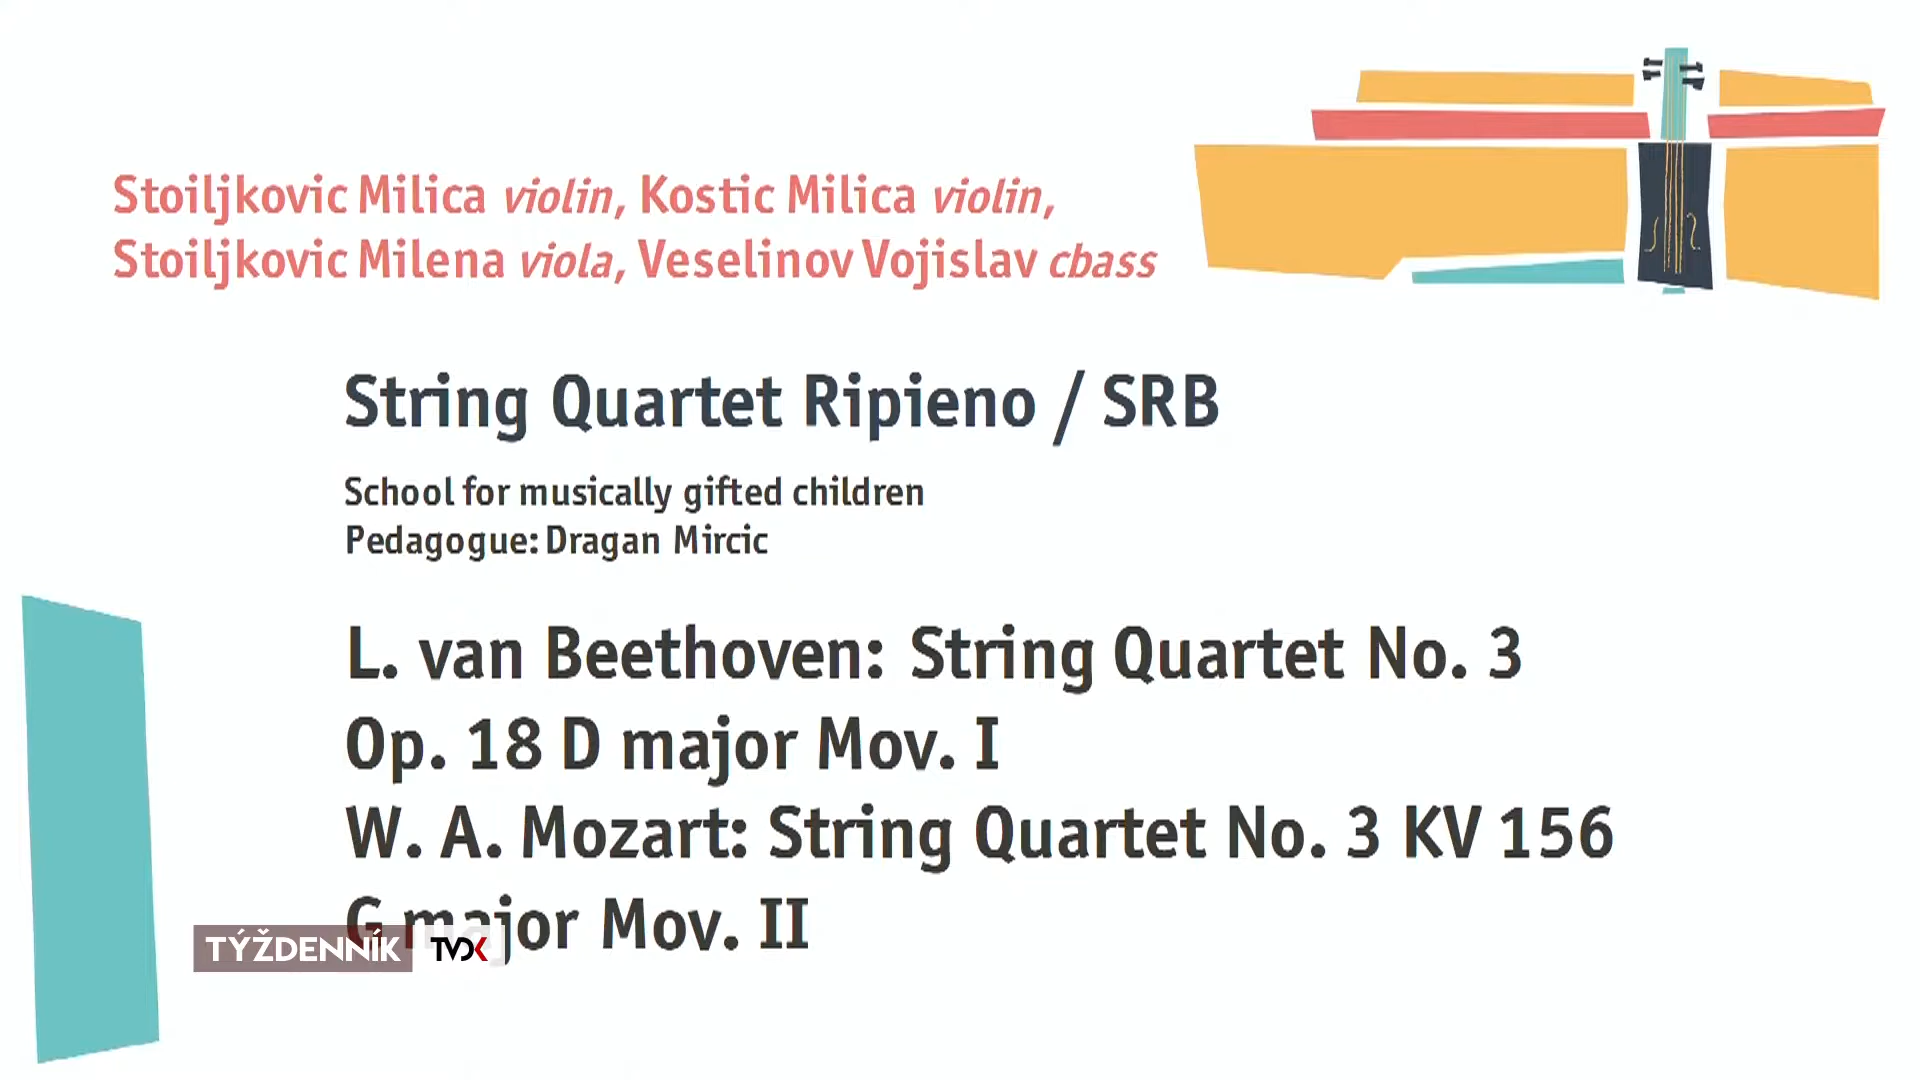 Stoiljkovic Milica violin, Kostic Milica violin,
Stoiljkovic Milena viola, Veselinov Vojislav cbass
String Quartet Ripieno / SRB
School for musically gifted children
Pedagogue: Dragan Mircic
L. van Beethoven: String Quartet No. 3
Op. 18 D major Mov. I
W. A. Mozart: String Quartet No. 3 KV 156
G major Mov. II
TÝŽDENNÍK TVDK